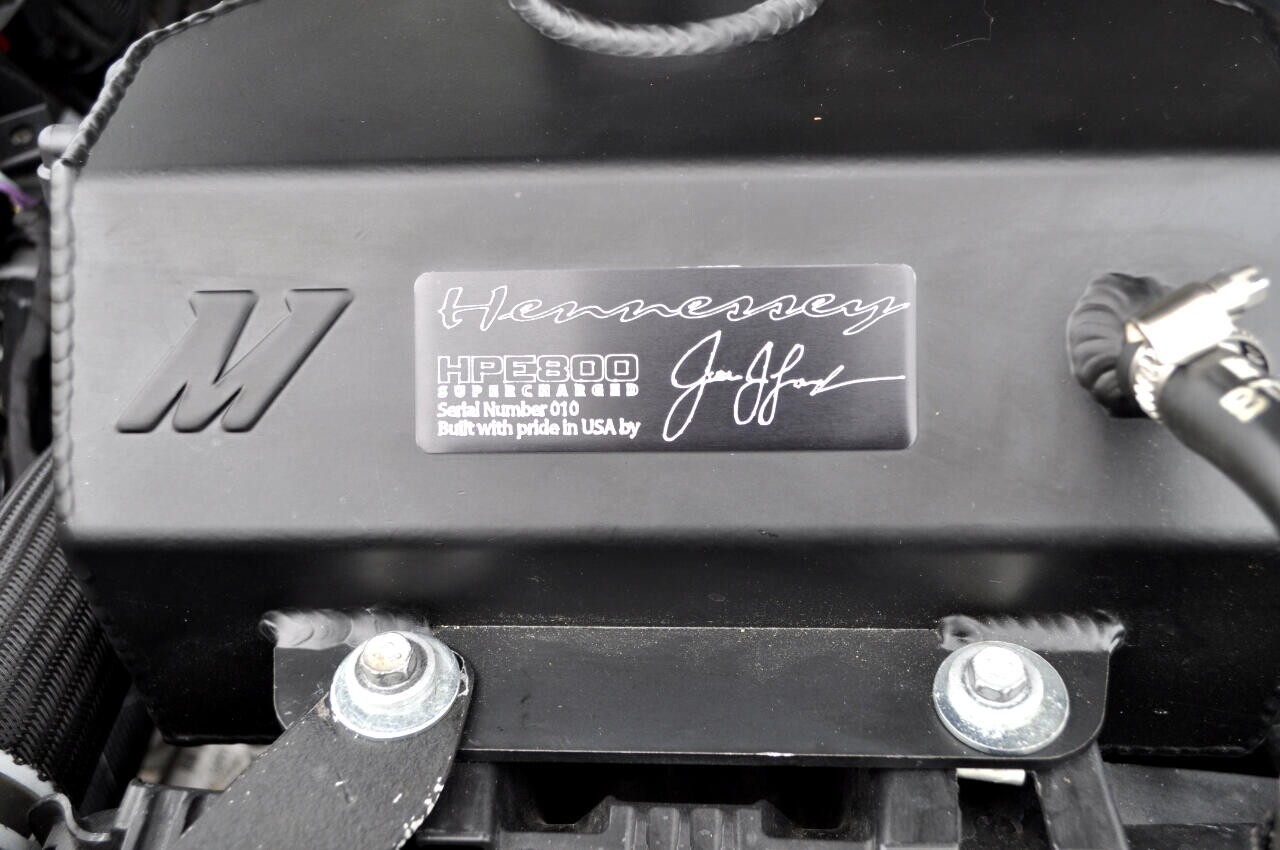 M
Hennessey
HPE800
SUPERCHARGED
Serial Number 010
Built with pride in USA by